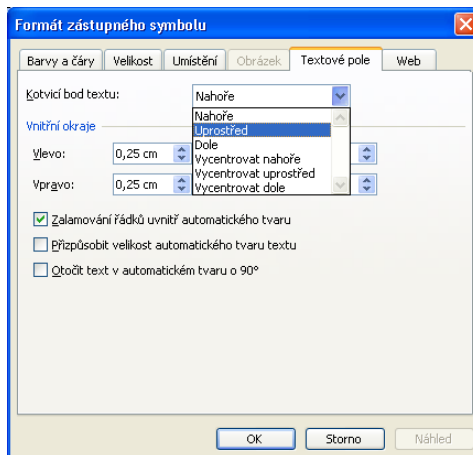 Formát zástupného symbolu
Barvy a čáry Velikost Umístění Obrázek Textové pole Web
Kotvicí bod textu: Nahoře
Nahoře
Uprostřed
Dole
Vycentrovat nahoře
Vycentrovat uprostřed
Vycentrovat dole
Vnitřní okraje
Vlevo: 0,25 cm
Vpravo: 0,25 cm
Zalamování řádků uvnitř automatického tvaru
Přizpůsobit velikost automatického tvaru textu
Otočit text v automatickém tvaru o 90°
OK Storno Náhled